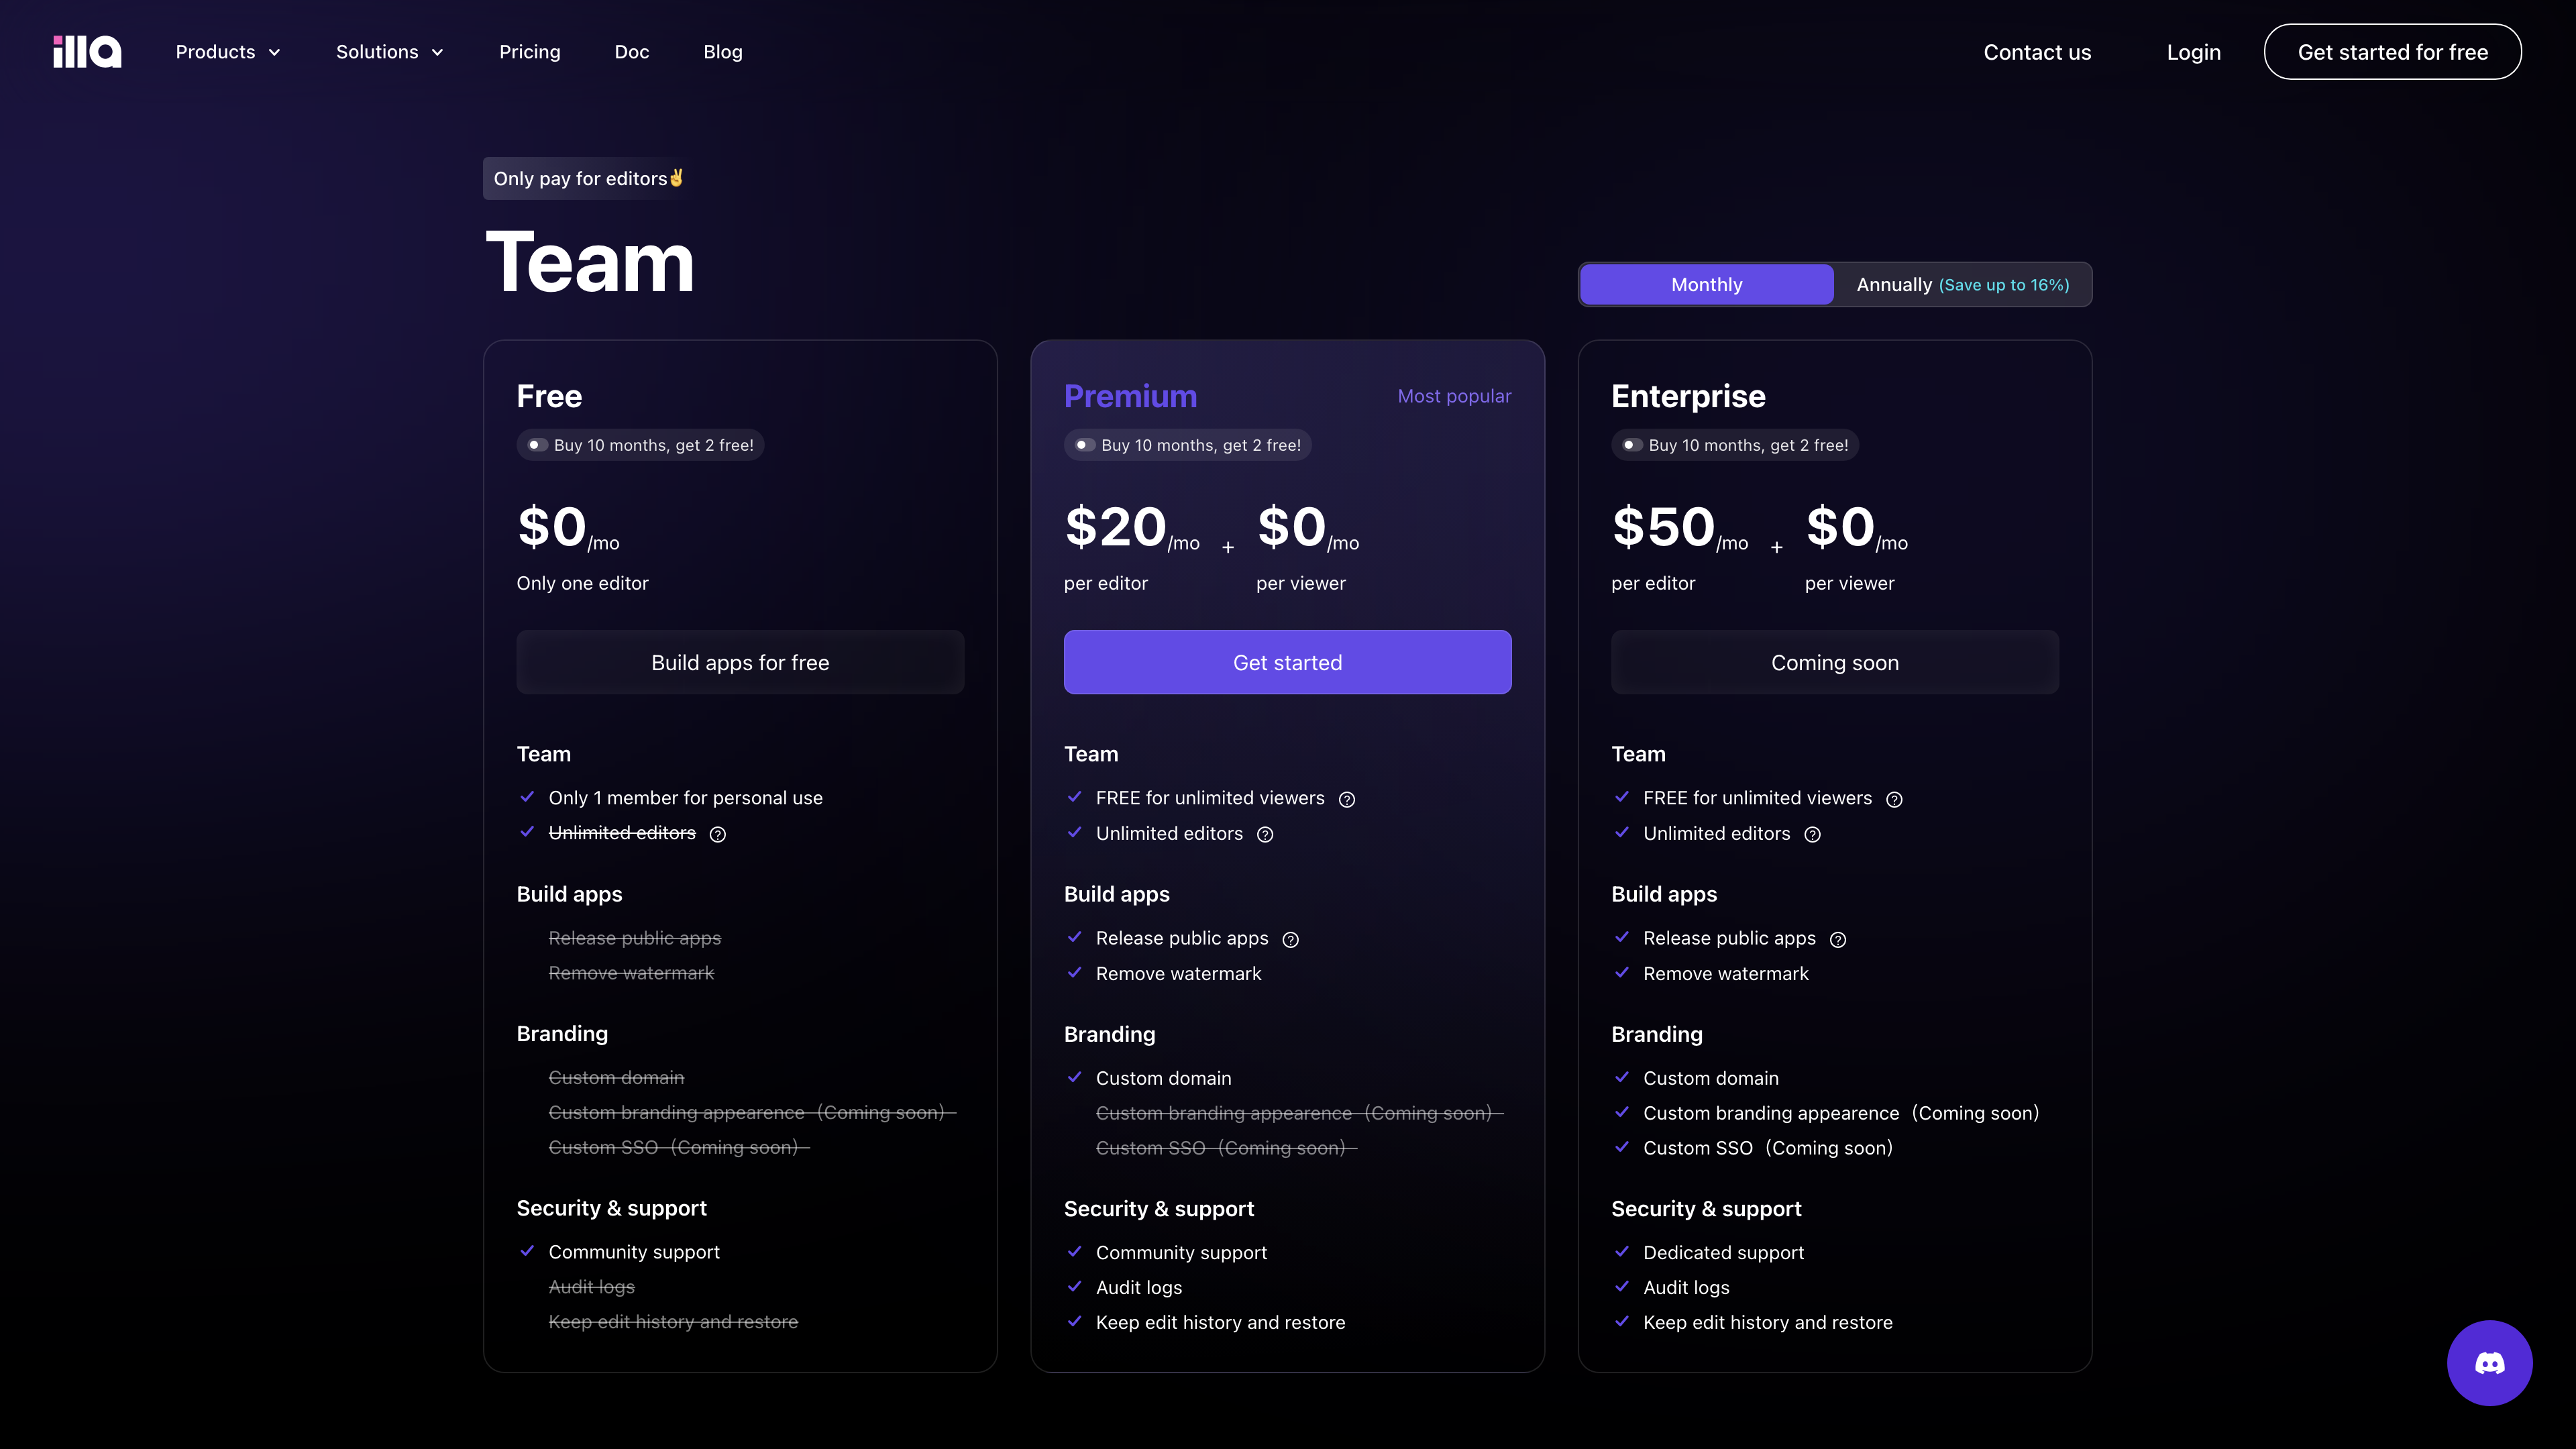 illa
Products
Solutions
Pricing
Doc
Blog
Contact us
Login
Get started for free
Only pay for editors✌️
Team
Monthly
Annually (Save up to 16%)
Free
Buy 10 months, get 2 free!
$0/mo
Only one editor
Build apps for free
Team
Only 1 member for personal use
Unlimited editors
Build apps
Release public apps
Remove watermark
Branding
Custom domain
Custom branding appearence（Coming soon）
Custom SSO（Coming soon）
Security & support
Community support
Audit logs
Keep edit history and restore
Premium
Most popular
Buy 10 months, get 2 free!
$20/mo + $0/mo
per editor per viewer
Get started
Team
FREE for unlimited viewers
Unlimited editors
Build apps
Release public apps
Remove watermark
Branding
Custom domain
Custom branding appearence（Coming soon）
Custom SSO（Coming soon）
Security & support
Community support
Audit logs
Keep edit history and restore
Enterprise
Buy 10 months, get 2 free!
$50/mo + $0/mo
per editor per viewer
Coming soon
Team
FREE for unlimited viewers
Unlimited editors
Build apps
Release public apps
Remove watermark
Branding
Custom domain
Custom branding appearence（Coming soon）
Custom SSO（Coming soon）
Security & support
Dedicated support
Audit logs
Keep edit history and restore